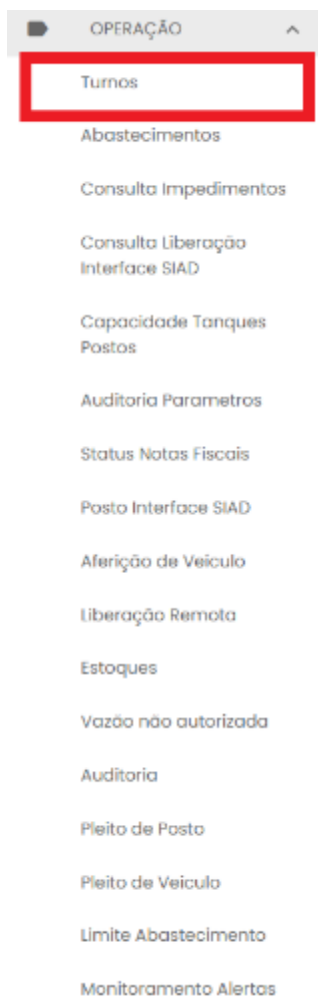 OPERAÇÃO
Turnos
Abastecimentos
Consulta Impedimentos
Consulta Liberação
Interface SIAD
Capacidade Tanques
Postos
Auditoria Parametros
Status Notas Fiscais
Posto Interface SIAD
Aferição de Veiculo
Liberação Remota
Estoques
Vazão não autorizada
Auditoria
Pleito de Posto
Pleito de Veiculo
Limite Abastecimento
Monitoramento Alertas